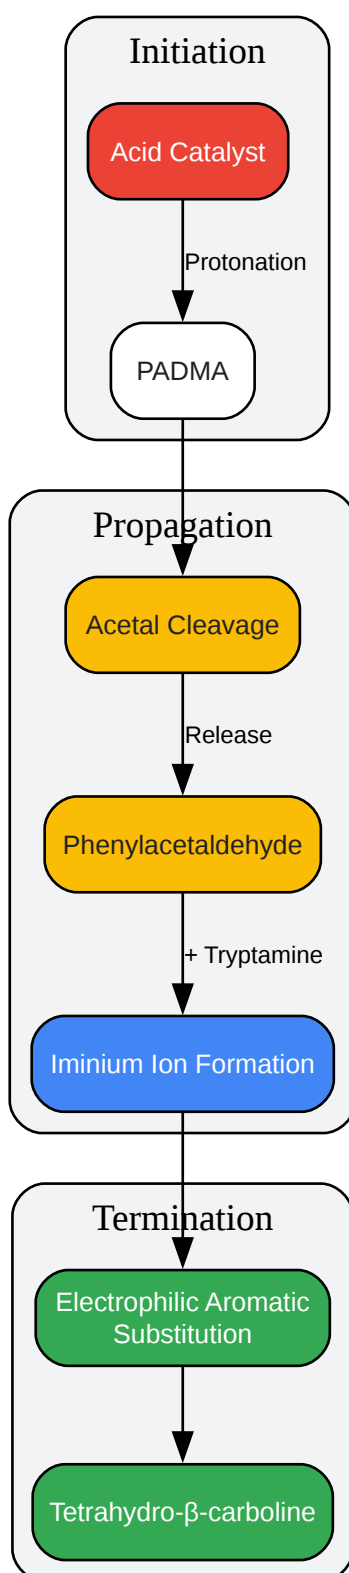 Initiation
Acid Catalyst
Protonation
PADMA
Propagation
Acetal Cleavage
Release
Phenylacetaldehyde
+ Tryptamine
Iminium Ion Formation
Termination
Electrophilic Aromatic
Substitution
Tetrahydro-β-carboline